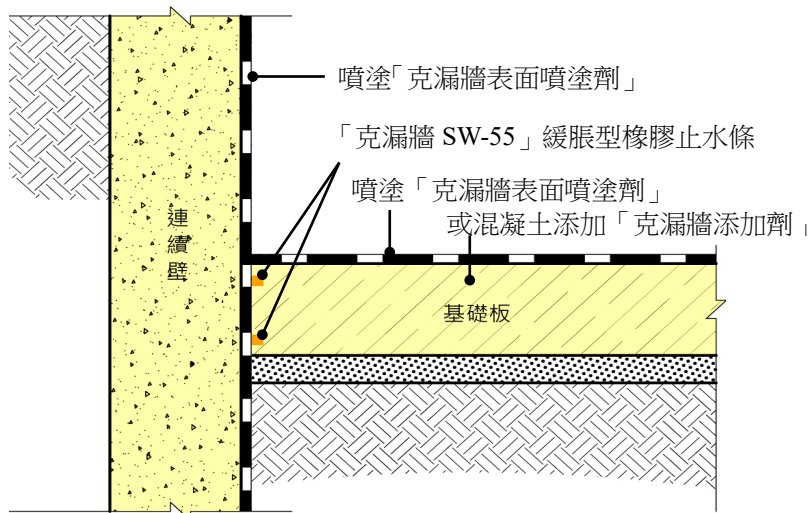 噴塗「克漏牆表面噴塗劑」
「克漏牆 SW-55」緩脹型橡膠止水條
噴塗「克漏牆表面噴塗劑」
或混凝土添加「克漏牆添加劑」
連續壁
基礎板